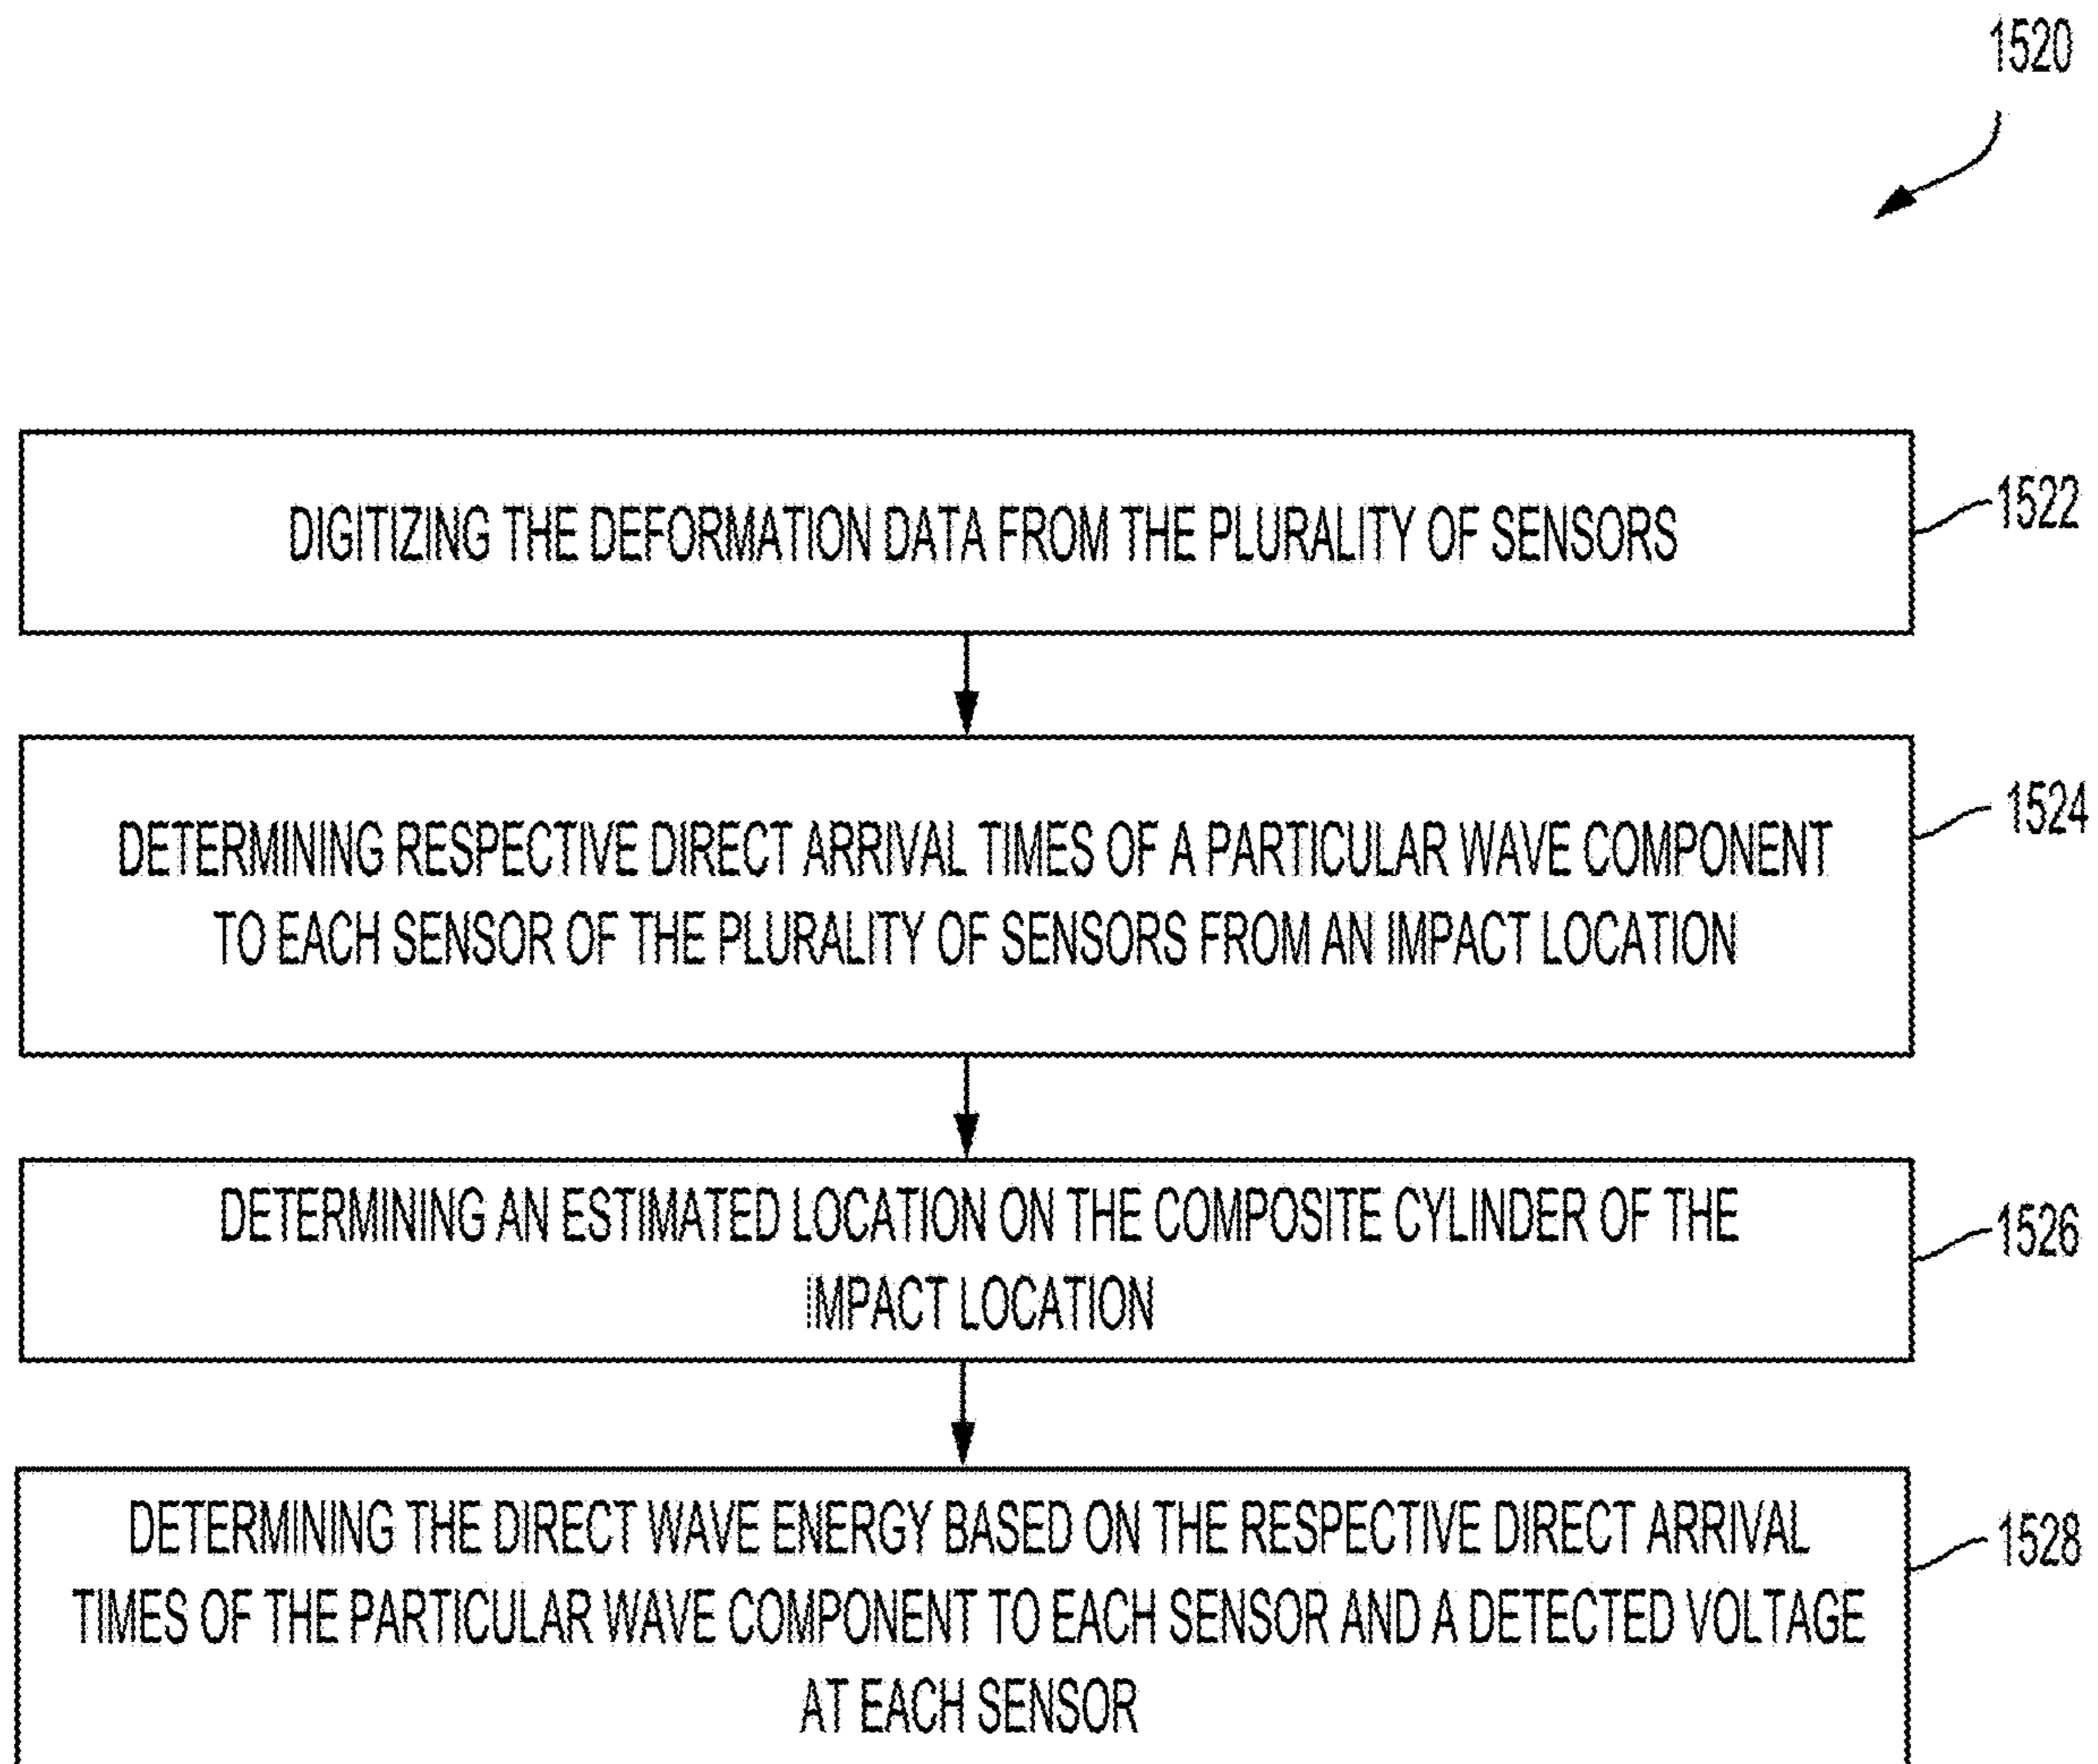 1520
DIGITIZING THE DEFORMATION DATA FROM THE PLURALITY OF SENSORS
1522
DETERMINING RESPECTIVE DIRECT ARRIVAL TIMES OF A PARTICULAR WAVE COMPONENT
TO EACH SENSOR OF THE PLURALITY OF SENSORS FROM AN IMPACT LOCATION
1524
DETERMINING AN ESTIMATED LOCATION ON THE COMPOSITE CYLINDER OF THE
IMPACT LOCATION
1526
DETERMINING THE DIRECT WAVE ENERGY BASED ON THE RESPECTIVE DIRECT ARRIVAL
TIMES OF THE PARTICULAR WAVE COMPONENT TO EACH SENSOR AND A DETECTED VOLTAGE
AT EACH SENSOR
1528